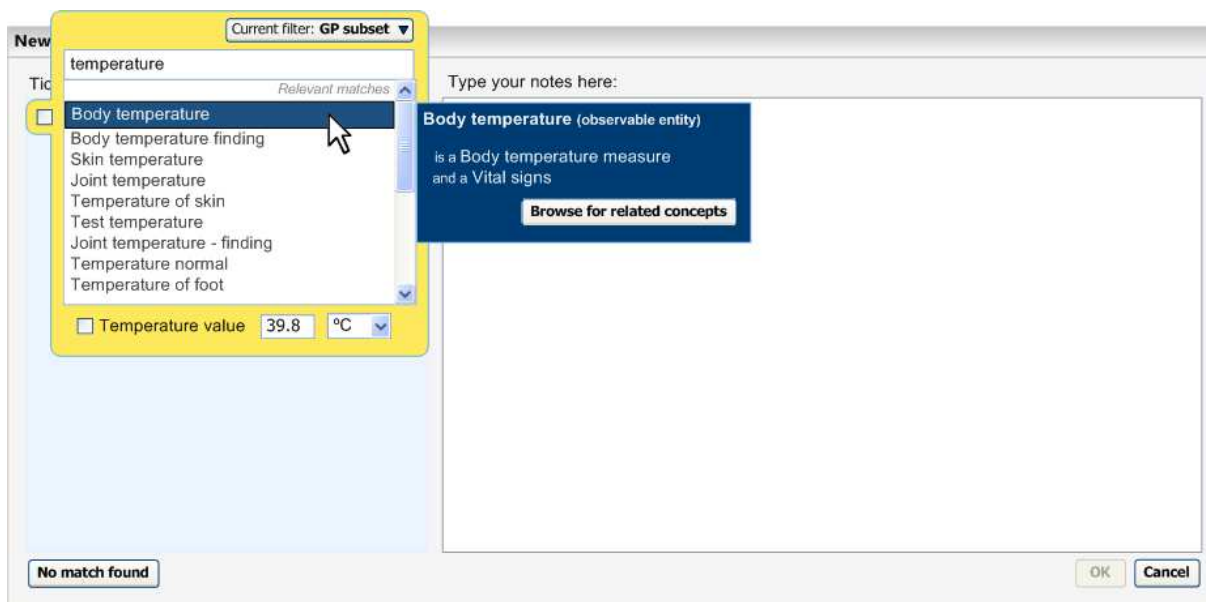 Current filter: GP subset ▼
New
temperature
Tic
Type your notes here:
Relevant matches
Body temperature
Body temperature finding
Skin temperature
Joint temperature
Temperature of skin
Test temperature
Joint temperature - finding
Temperature normal
Temperature of foot
Body temperature (observable entity)
is a Body temperature measure
and a Vital signs
Browse for related concepts
Temperature value 39.8 ºC
No match found
OK Cancel